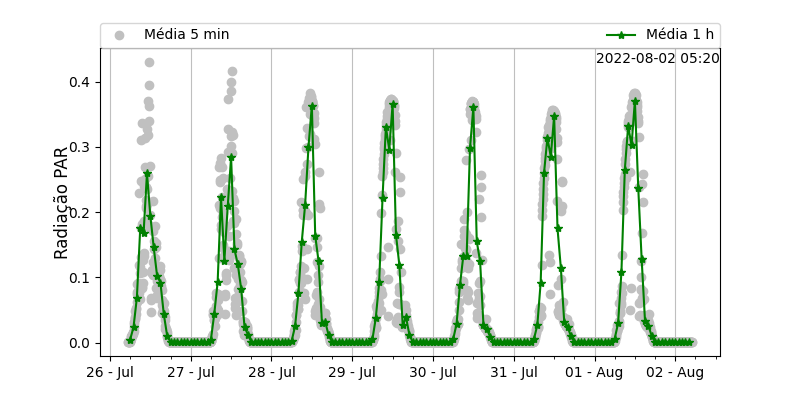 Média 5 min
Média 1 h
2022-08-02 05:20
Radiação PAR
0.4
0.3
0.2
0.1
0.0
26 - Jul
27 - Jul
28 - Jul
29 - Jul
30 - Jul
31 - Jul
01 - Aug
02 - Aug